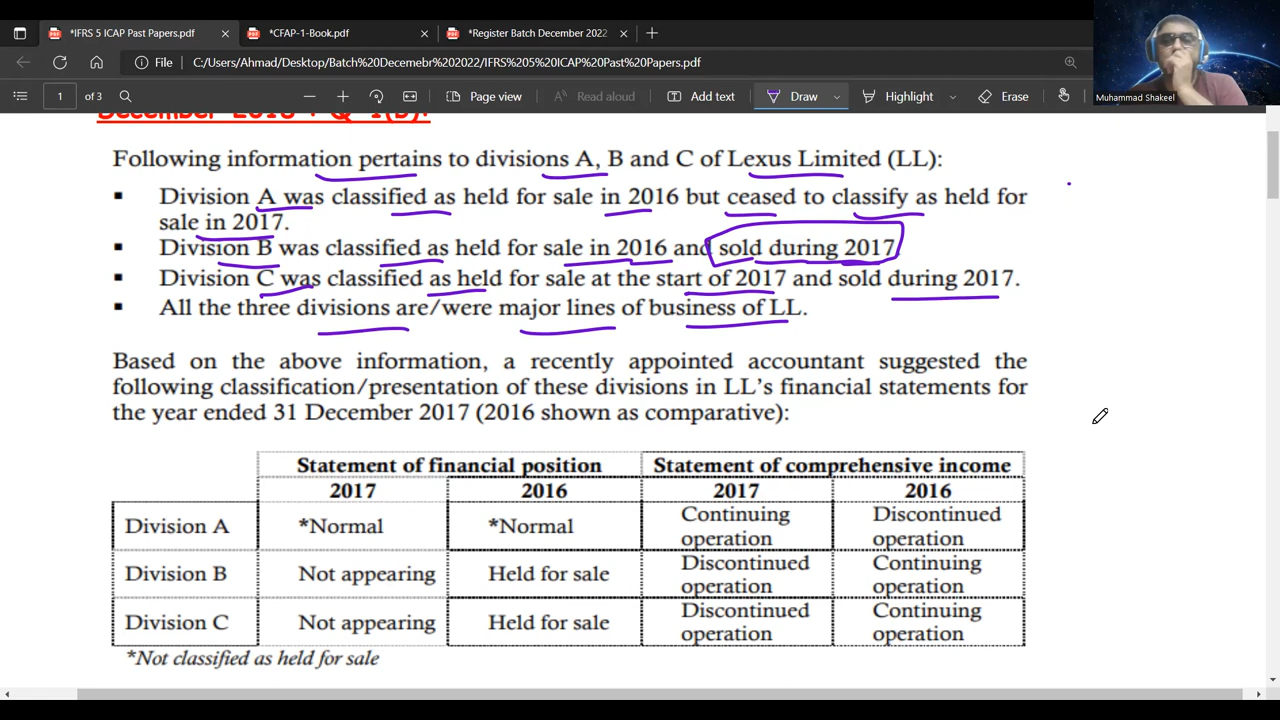 *IFRS 5 ICAP Past Papers.pdf
*CFAP-1-Book.pdf
*Register Batch December 2022
File C:/Users/Ahmad/Desktop/Batch%20Decemebr%202022/IFRS%205%20ICAP%20Past%20Papers.pdf
1 of 3 Page view Read aloud Add text Draw Highlight Erase
Muhammad Shakeel
Following information pertains to divisions A, B and C of Lexus Limited (LL):
▪ Division A was classified as held for sale in 2016 but ceased to classify as held for
sale in 2017.
▪ Division B was classified as held for sale in 2016 and sold during 2017.
▪ Division C was classified as held for sale at the start of 2017 and sold during 2017.
▪ All the three divisions are/were major lines of business of LL.
Based on the above information, a recently appointed accountant suggested the
following classification/presentation of these divisions in LL's financial statements for
the year ended 31 December 2017 (2016 shown as comparative):
Statement of financial position Statement of comprehensive income
2017 2016 2017 2016
Division A *Normal *Normal Continuing operation Discontinued operation
Division B Not appearing Held for sale Discontinued operation Continuing operation
Division C Not appearing Held for sale Discontinued operation Continuing operation
*Not classified as held for sale